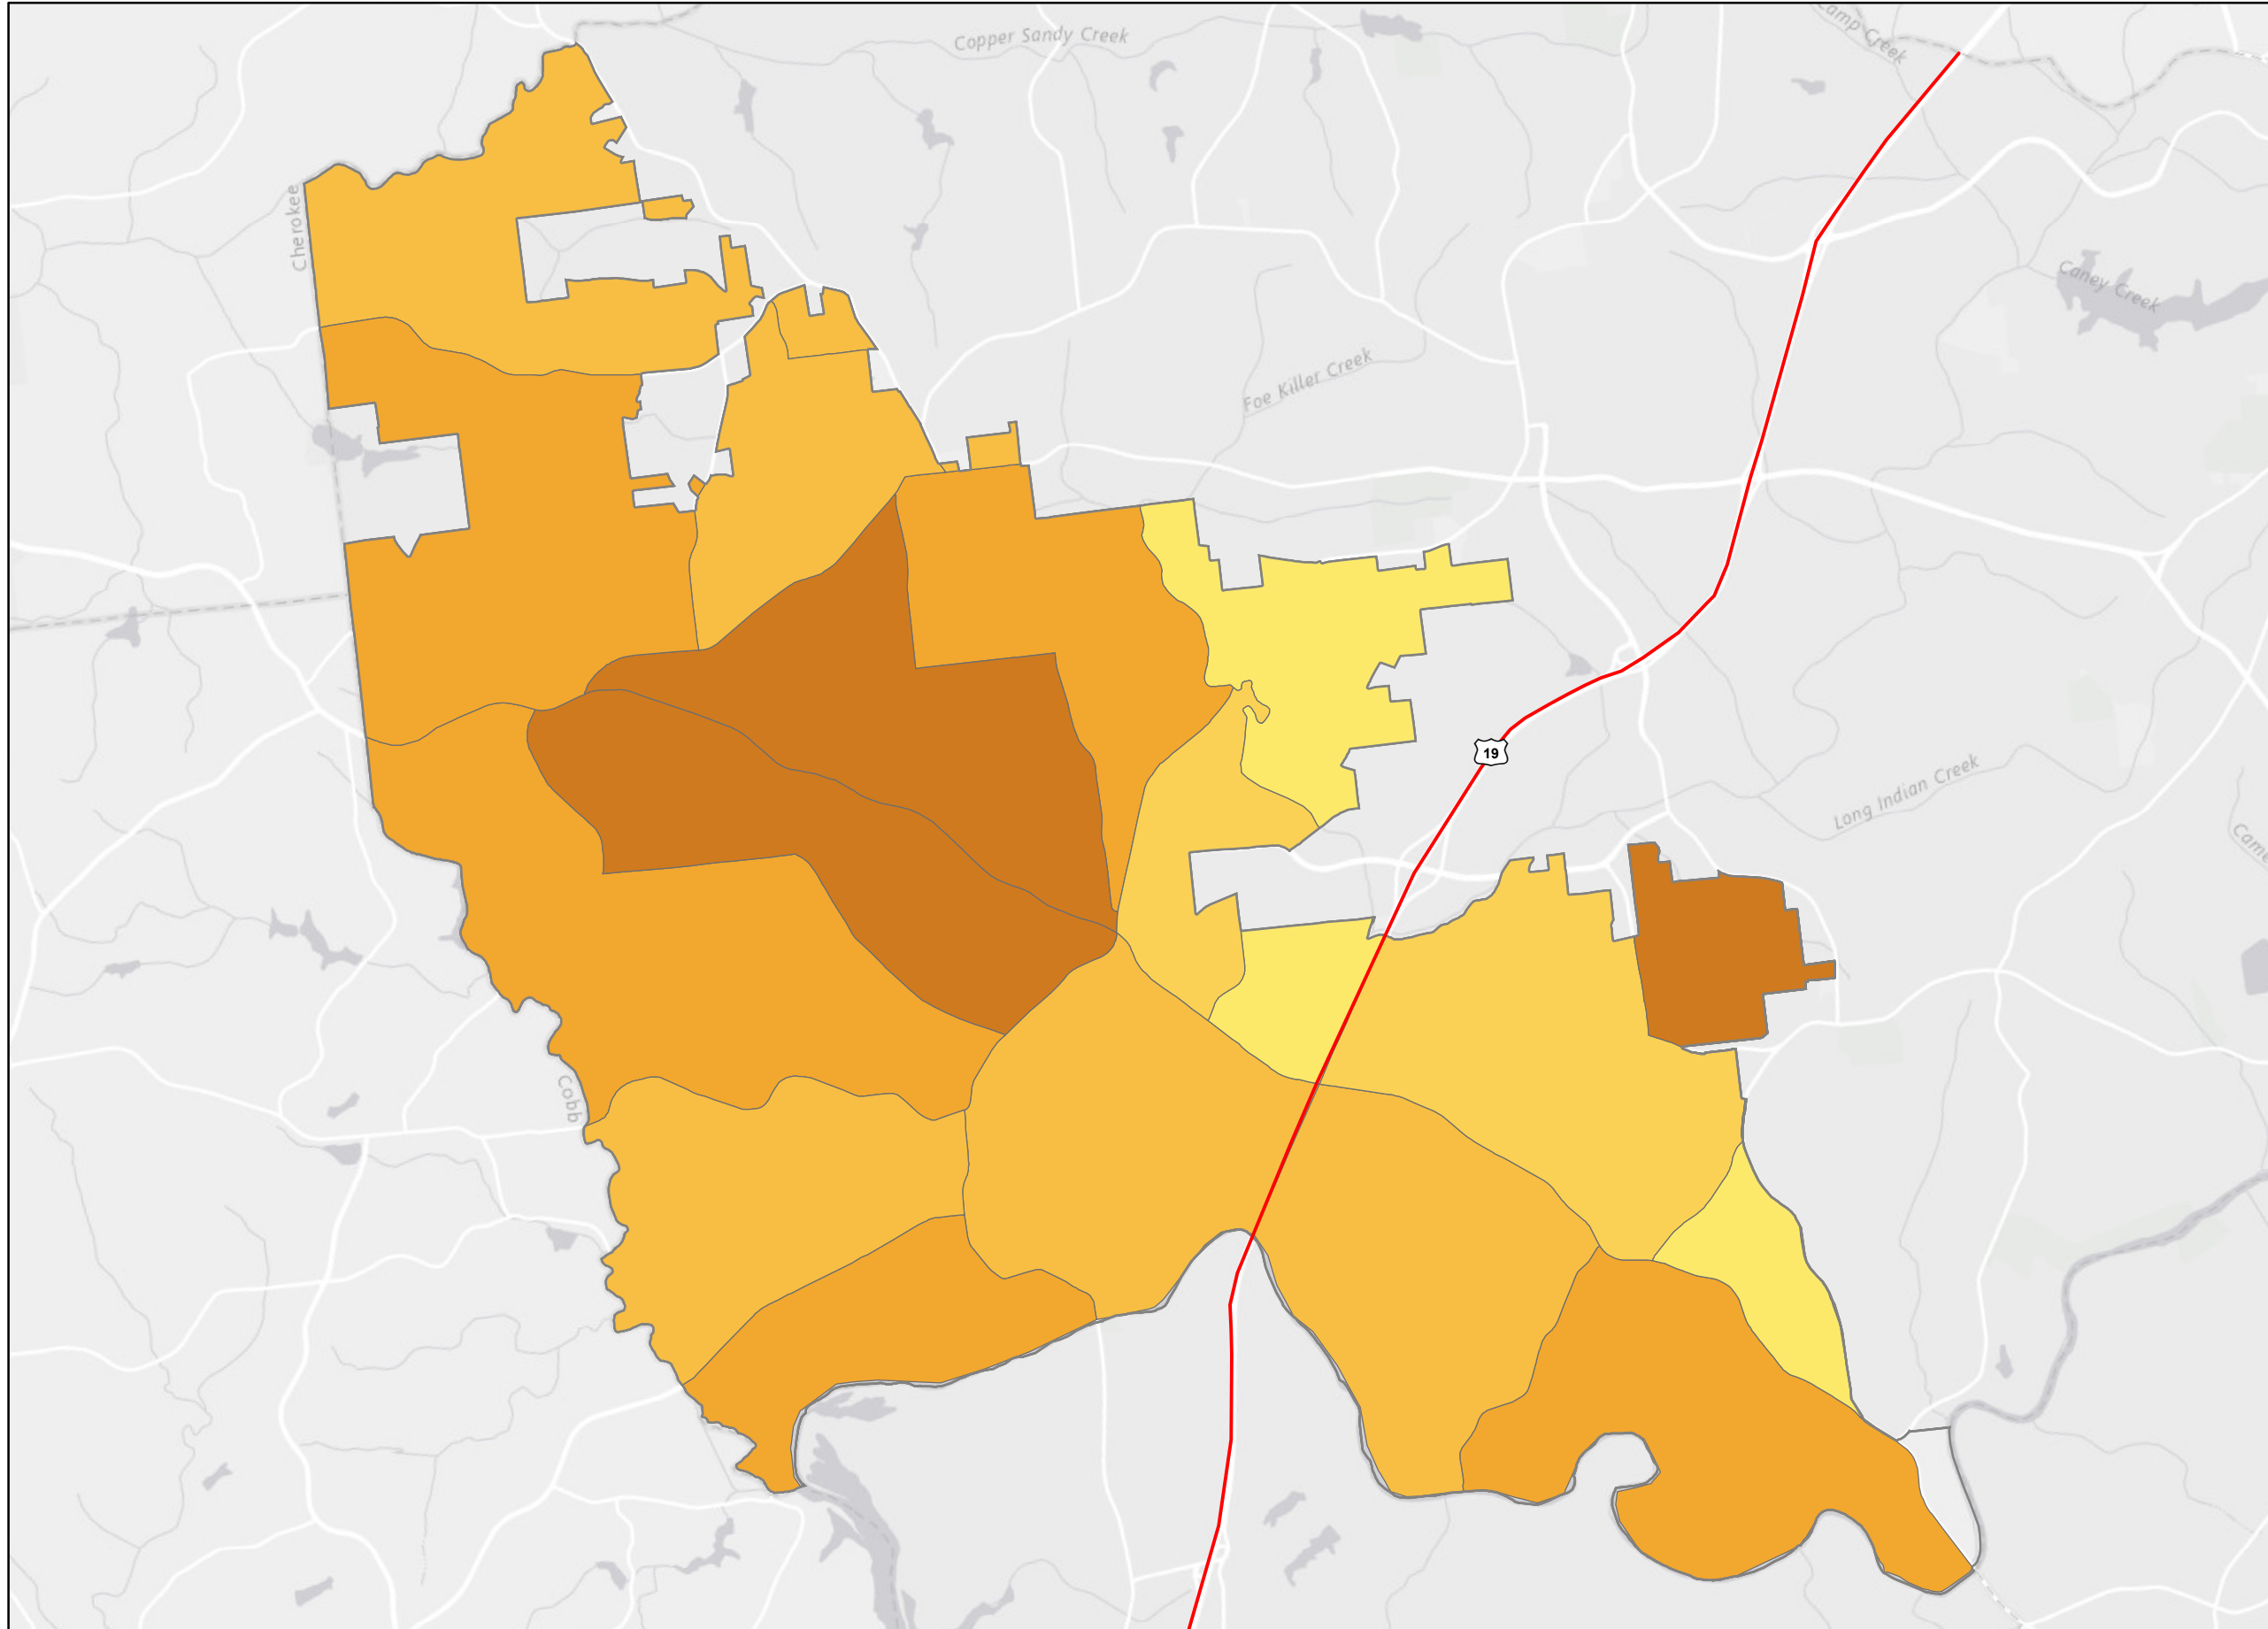 Copper Sandy Creek
Camp Creek
Cherokee
Caney Creek
Foe Killer Creek
19
Long Indian Creek
Cobb